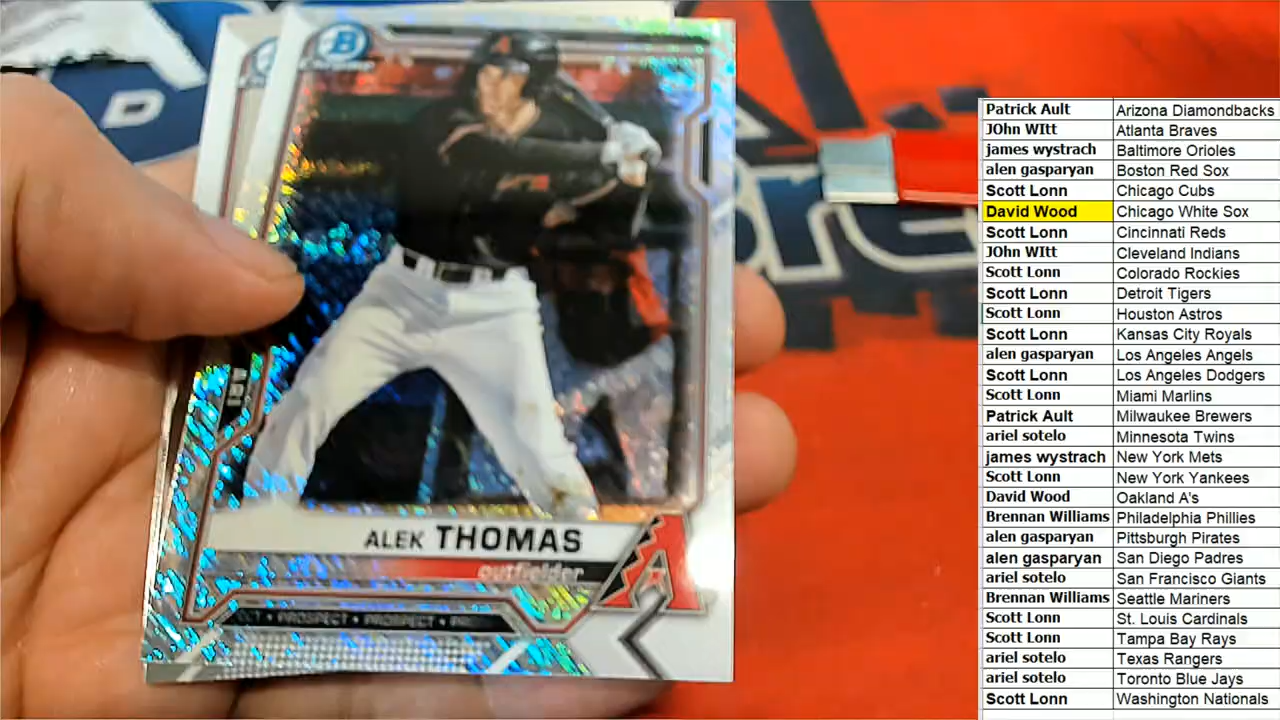 B
ALEK THOMAS
outfielder
PROSPECT • PROSPECT •
D
Patrick Ault Arizona Diamondbacks
JOhn WItt Atlanta Braves
james wystrach Baltimore Orioles
alen gasparyan Boston Red Sox
Scott Lonn Chicago Cubs
David Wood Chicago White Sox
Scott Lonn Cincinnati Reds
JOhn WItt Cleveland Indians
Scott Lonn Colorado Rockies
Scott Lonn Detroit Tigers
Scott Lonn Houston Astros
Scott Lonn Kansas City Royals
alen gasparyan Los Angeles Angels
Scott Lonn Los Angeles Dodgers
Scott Lonn Miami Marlins
Patrick Ault Milwaukee Brewers
ariel sotelo Minnesota Twins
james wystrach New York Mets
Scott Lonn New York Yankees
David Wood Oakland A's
Brennan Williams Philadelphia Phillies
alen gasparyan Pittsburgh Pirates
alen gasparyan San Diego Padres
ariel sotelo San Francisco Giants
Brennan Williams Seattle Mariners
Scott Lonn St. Louis Cardinals
Scott Lonn Tampa Bay Rays
ariel sotelo Texas Rangers
ariel sotelo Toronto Blue Jays
Scott Lonn Washington Nationals